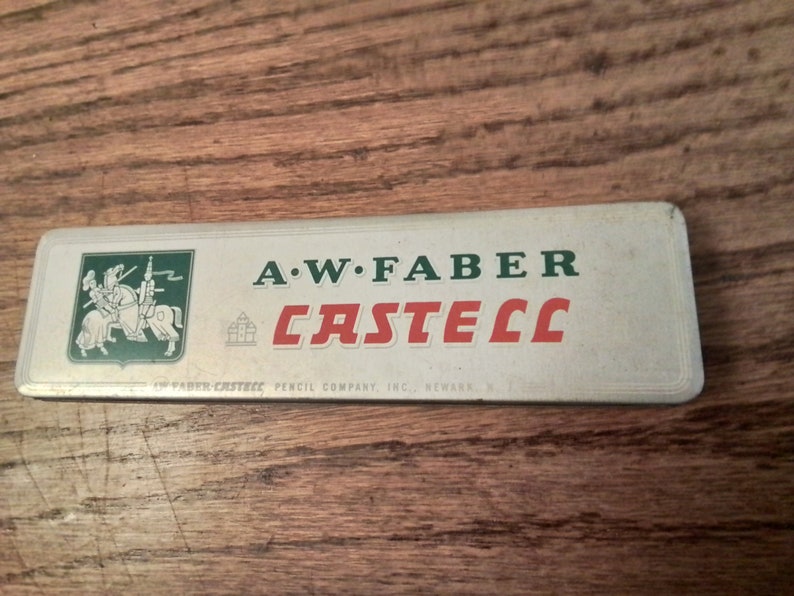 A·W·FABER
CASTELL
A.W. FABER-CASTELL PENCIL COMPANY, INC., NEWARK, N. J.